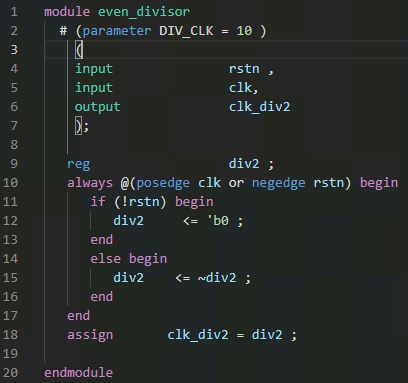 1 module even_divisor
2 # (parameter DIV_CLK = 10 )
3 (
4 input rstn ,
5 input clk,
6 output clk_div2
7 );
8
9 reg div2 ;
10 always @(posedge clk or negedge rstn) begin
11 if (!rstn) begin
12 div2 <= 'b0 ;
13 end
14 else begin
15 div2 <= ~div2 ;
16 end
17 end
18 assign clk_div2 = div2 ;
19
20 endmodule